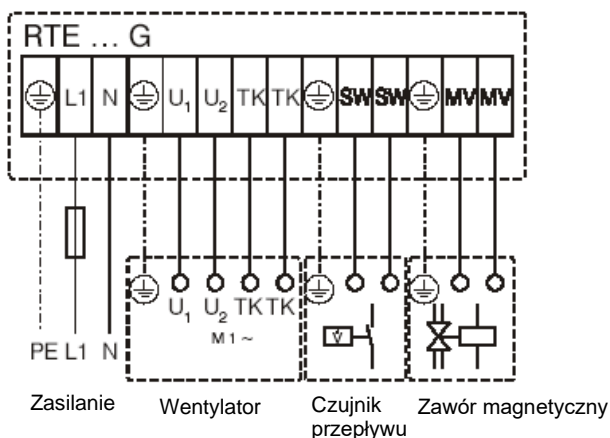 RTE ... G
L1 N U1 U2 TK TK SW SW MV MV
U1 U2 TK TK
M 1 ~
PE L1 N
Zasilanie
Wentylator
Czujnik
przepływu
Zawór magnetyczny